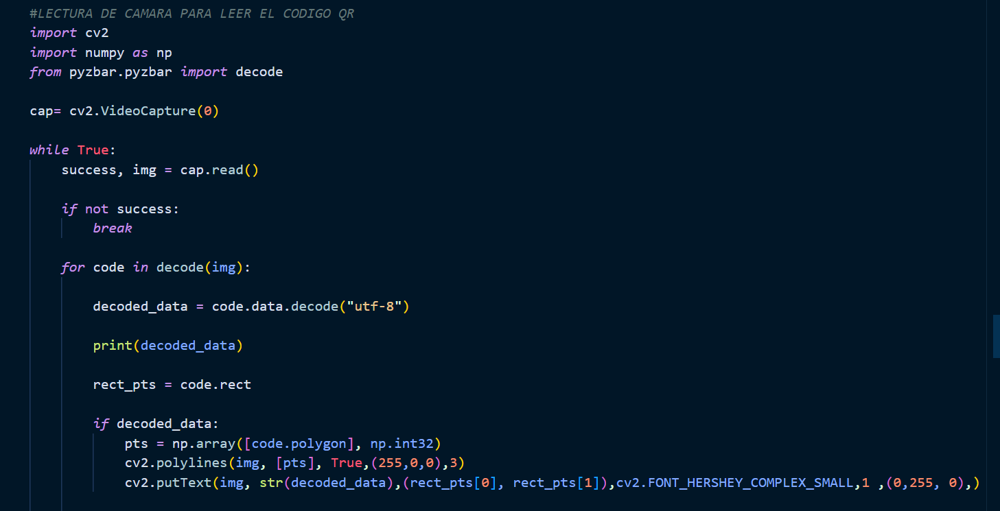 #LECTURA DE CAMARA PARA LEER EL CODIGO QR
import cv2
import numpy as np
from pyzbar.pyzbar import decode
cap= cv2.VideoCapture(0)
while True:
    success, img = cap.read()
    if not success:
        break
    for code in decode(img):
        decoded_data = code.data.decode("utf-8")
        print(decoded_data)
        rect_pts = code.rect
        if decoded_data:
            pts = np.array([code.polygon], np.int32)
            cv2.polylines(img, [pts], True,(255,0,0),3)
            cv2.putText(img, str(decoded_data),(rect_pts[0], rect_pts[1]),cv2.FONT_HERSHEY_COMPLEX_SMALL,1 ,(0,255, 0),)